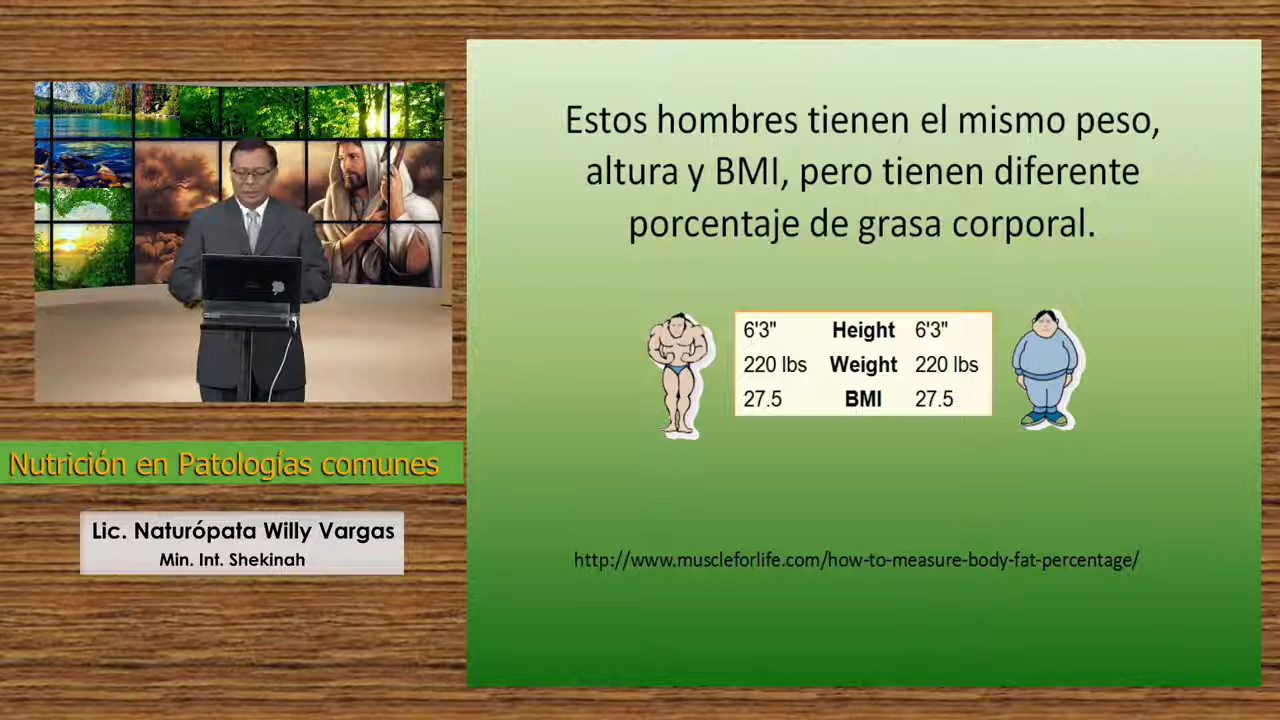 Estos hombres tienen el mismo peso,
altura y BMI, pero tienen diferente
porcentaje de grasa corporal.
6'3" Height 6'3"
220 lbs Weight 220 lbs
27.5 BMI 27.5
http://www.muscleforlife.com/how-to-measure-body-fat-percentage/
Nutrición en Patologías comunes
Lic. Naturópata Willy Vargas
Min. Int. Shekinah